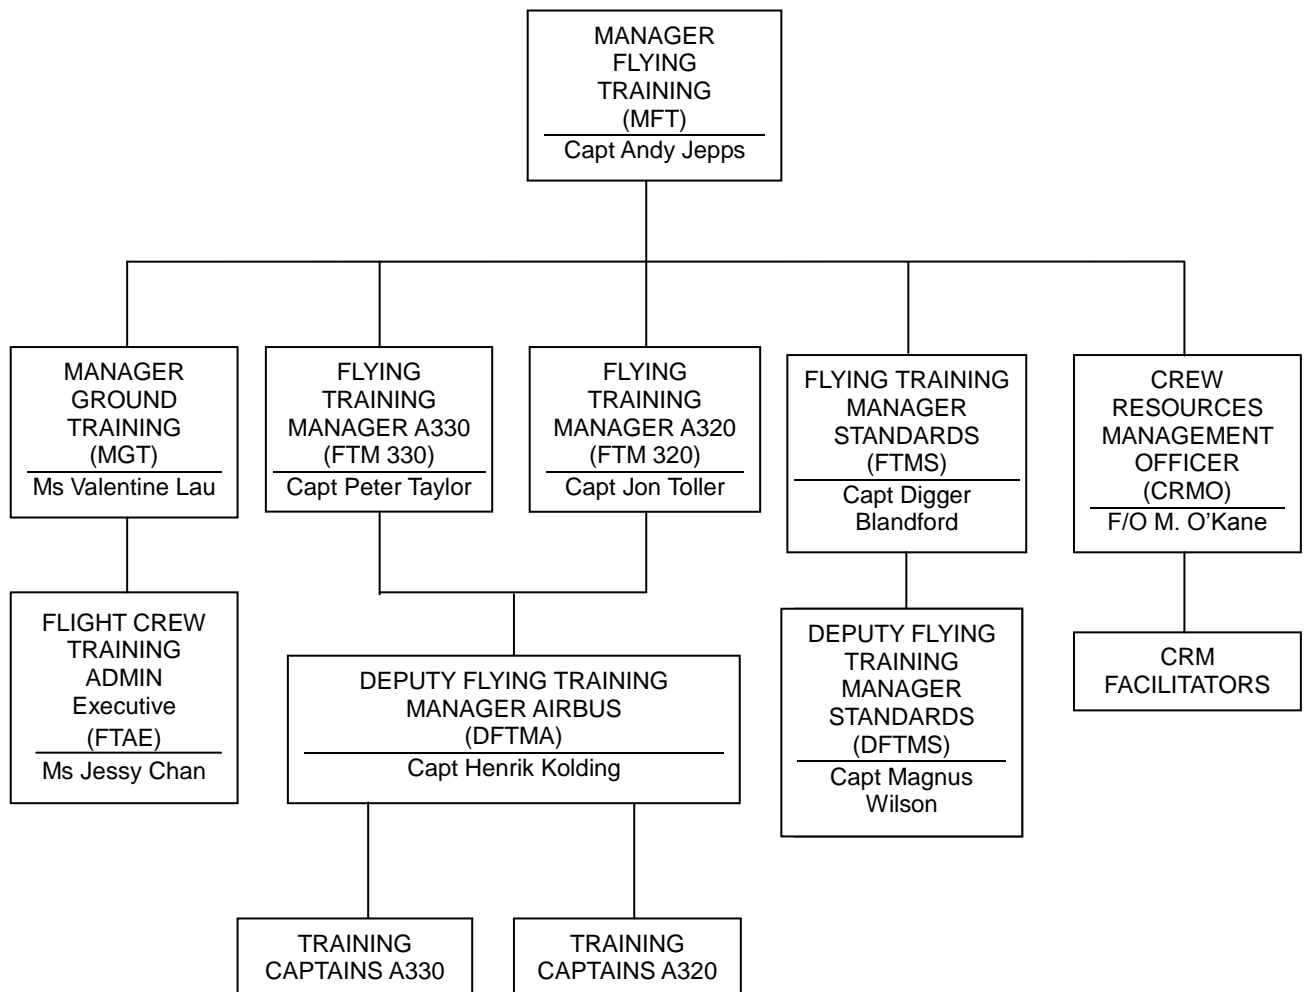 MANAGER
FLYING
TRAINING
(MFT)
Capt Andy Jepps
MANAGER
GROUND
TRAINING
(MGT)
Ms Valentine Lau
FLYING
TRAINING
MANAGER A330
(FTM 330)
Capt Peter Taylor
FLYING
TRAINING
MANAGER A320
(FTM 320)
Capt Jon Toller
FLYING TRAINING
MANAGER
STANDARDS
(FTMS)
Capt Digger
Blandford
CREW
RESOURCES
MANAGEMENT
OFFICER
(CRMO)
F/O M. O’Kane
FLIGHT CREW
TRAINING
ADMIN
Executive
(FTAE)
Ms Jessy Chan
DEPUTY FLYING TRAINING
MANAGER AIRBUS
(DFTMA)
Capt Henrik Kolding
DEPUTY FLYING
TRAINING
MANAGER
STANDARDS
(DFTMS)
Capt Magnus
Wilson
CRM
FACILITATORS
TRAINING
CAPTAINS A330
TRAINING
CAPTAINS A320